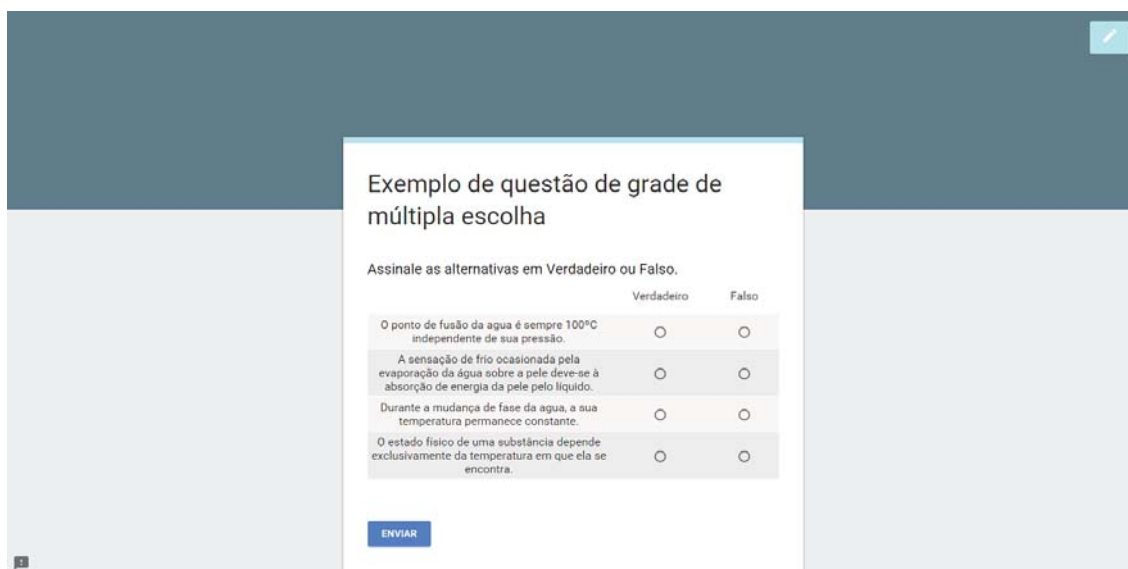 Exemplo de questão de grade de
múltipla escolha
Assinale as alternativas em Verdadeiro ou Falso.
Verdadeiro Falso
O ponto de fusão da agua é sempre 100ºC
independente de sua pressão.
A sensação de frio ocasionada pela
evaporação da água sobre a pele deve-se à
absorção de energia da pele pelo líquido.
Durante a mudança de fase da agua, a sua
temperatura permanece constante.
O estado físico de uma substância depende
exclusivamente da temperatura em que ela se
encontra.
ENVIAR